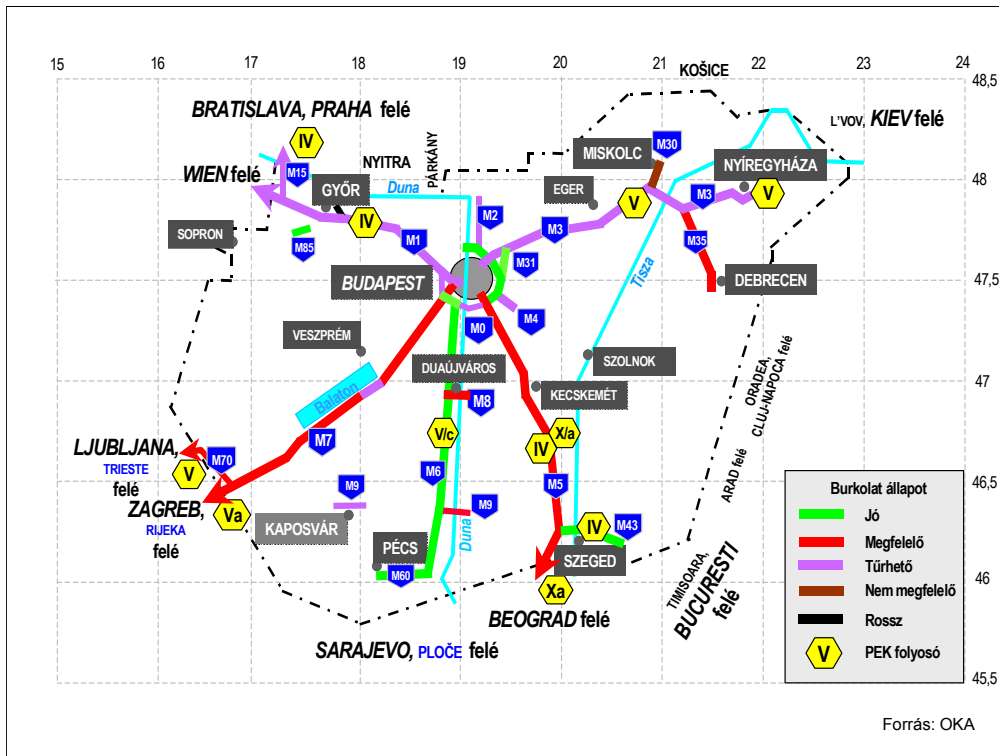 15 16 17 18 19 20 21 22 23 24
KOŠICE
48,5
BRATISLAVA, PRAHA felé
IV
L'VOV, KIEV felé
M30
MISKOLC
NYÍREGYHÁZA
NYITRA
PÁRKÁNY
WIEN felé
M15
GYŐR
Duna
EGER
V
M3
V
48
M2
IV
M3
SOPRON
M85
M1
M35
M31
Tisza
BUDAPEST
DEBRECEN
47,5
M4
M0
VESZPRÉM
SZOLNOK
DUAÚJVÁROS
KECSKEMÉT
ORADEA,
CLUJ-NAPOCA felé
47
Balaton
M8
V/c
X/a
IV
M7
LJUBLJANA,
TRIESTE
felé
M70
V
M6
M5
ARAD felé
46,5
ZAGREB,
RIJEKA
felé
Va
M9
M9
KAPOSVÁR
Duna
IV
M43
PÉCS
SZEGED
M60
46
Xa
TIMISOARA,
BUCURESTI
felé
BEOGRAD felé
SARAJEVO, PLOČE felé
45,5
Burkolat állapot
Jó
Megfelelő
Tűrhető
Nem megfelelő
Rossz
V PEK folyosó
Forrás: OKA